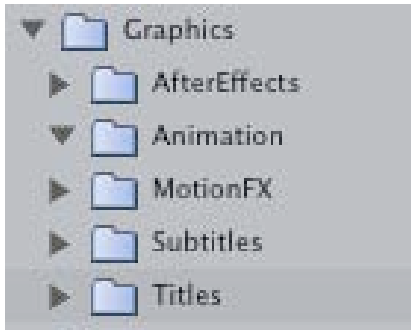 Graphics
AfterEffects
Animation
MotionFX
Subtitles
Titles